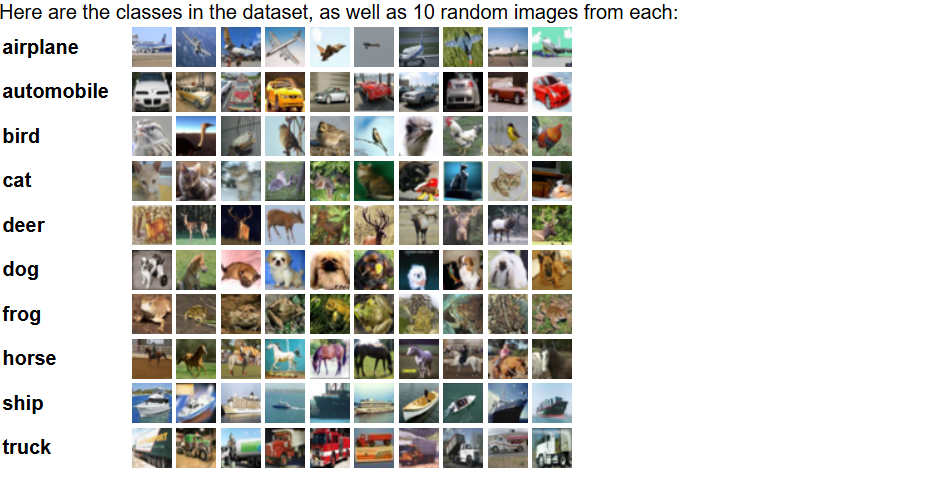 Here are the classes in the dataset, as well as 10 random images from each:
airplane
automobile
bird
cat
deer
dog
frog
horse
ship
truck